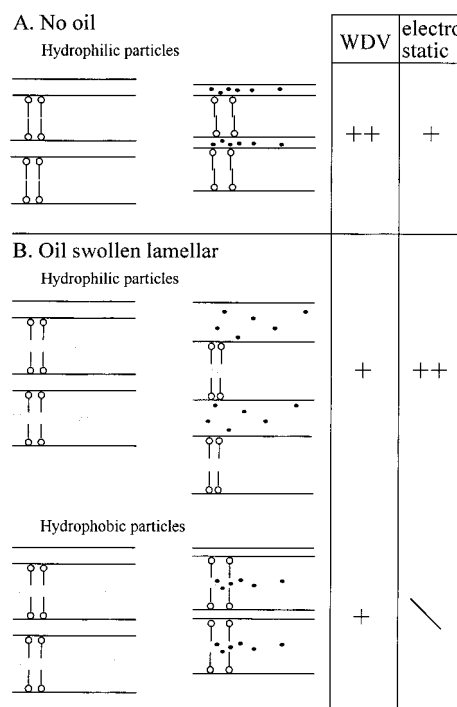 A. No oil
Hydrophilic particles
WDV
electro
static
++
+
B. Oil swollen lamellar
Hydrophilic particles
+
++
Hydrophobic particles
+
\